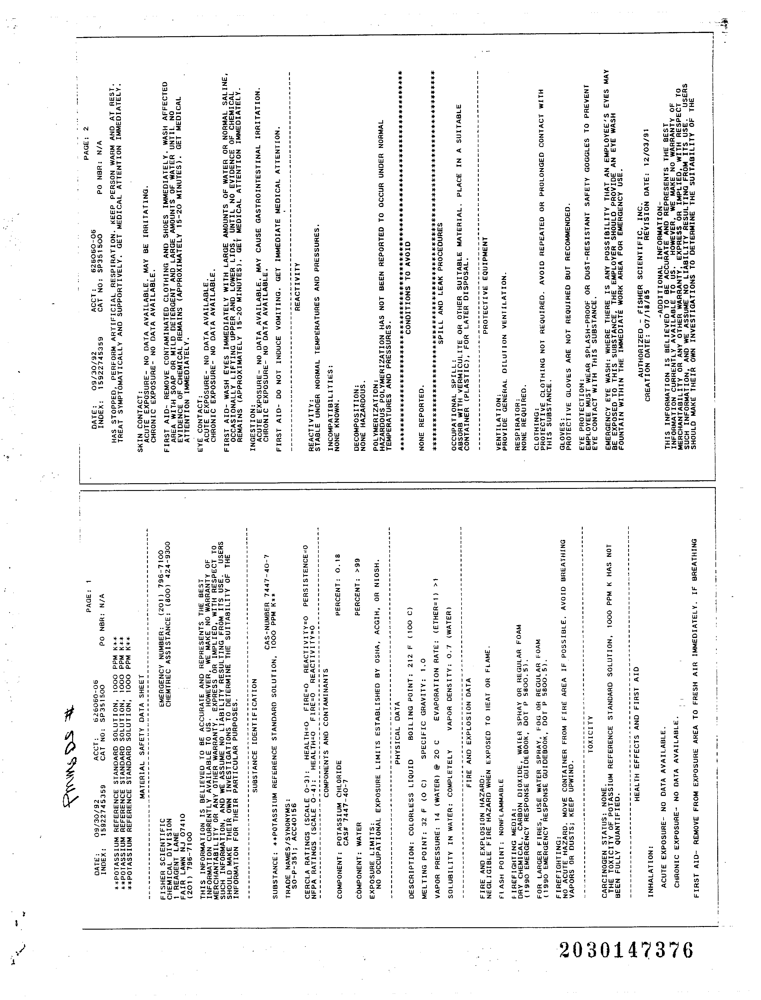 PMMS DS #
DATE: 09/30/92 ACCT: 626060-06 PAGE: 1
INDEX: 15922745359 CAT NO: SP351500 PO NBR: N/A
**POTASSIUM REFERENCE STANDARD SOLUTION, 1000 PPM K**
**POTASSIUM REFERENCE STANDARD SOLUTION, 1000 PPM K**
**POTASSIUM REFERENCE STANDARD SOLUTION, 1000 PPM K**
MATERIAL SAFETY DATA SHEET
FISHER SCIENTIFIC EMERGENCY NUMBER: (201) 796-7100
CHEMICAL DIVISION CHEMTREC ASSISTANCE: (800) 424-9300
1 REAGENT LANE
FAIR LAWN NJ 07410
(201) 796-7100
THIS INFORMATION IS BELIEVED TO BE ACCURATE AND REPRESENTS THE BEST
INFORMATION CURRENTLY AVAILABLE TO US. HOWEVER, WE MAKE NO WARRANTY OF
MERCHANTABILITY OR ANY OTHER WARRANTY, EXPRESS OR IMPLIED, WITH RESPECT TO
SUCH INFORMATION, AND WE ASSUME NO LIABILITY RESULTING FROM ITS USE. USERS
SHOULD MAKE THEIR OWN INVESTIGATIONS TO DETERMINE THE SUITABILITY OF THE
INFORMATION FOR THEIR PARTICULAR PURPOSES.
SUBSTANCE IDENTIFICATION
CAS-NUMBER 7447-40-7
SUBSTANCE: **POTASSIUM REFERENCE STANDARD SOLUTION, 1000 PPM K**
TRADE NAMES/SYNONYMS:
SO-P-351; ACC40156
CERCLA RATINGS (SCALE 0-3): HEALTH=0 FIRE=0 REACTIVITY=0 PERSISTENCE=0
NFPA RATINGS (SCALE 0-4): HEALTH=0 FIRE=0 REACTIVITY=0
COMPONENTS AND CONTAMINANTS
COMPONENT: POTASSIUM CHLORIDE PERCENT: 0.18
CAS# 7447-40-7
COMPONENT: WATER PERCENT: >99
EXPOSURE LIMITS:
NO OCCUPATIONAL EXPOSURE LIMITS ESTABLISHED BY OSHA, ACGIH, OR NIOSH.
PHYSICAL DATA
DESCRIPTION: COLORLESS LIQUID BOILING POINT: 212 F (100 C)
MELTING POINT: 32 F (0 C) SPECIFIC GRAVITY: 1.0
VAPOR PRESSURE: 14 (WATER) @ 20 C EVAPORATION RATE: (ETHER=1) >1
SOLUBILITY IN WATER: COMPLETELY VAPOR DENSITY: 0.7 (WATER)
FIRE AND EXPLOSION DATA
FIRE AND EXPLOSION HAZARD:
NEGLIGIBLE FIRE HAZARD WHEN EXPOSED TO HEAT OR FLAME.
FLASH POINT: NONFLAMMABLE
FIREFIGHTING MEDIA:
DRY CHEMICAL, CARBON DIOXIDE, WATER SPRAY OR REGULAR FOAM
(1990 EMERGENCY RESPONSE GUIDEBOOK, DOT P 5800.5).
FOR LARGER FIRES, USE WATER SPRAY, FOG OR REGULAR FOAM
(1990 EMERGENCY RESPONSE GUIDEBOOK, DOT P 5800.5).
FIREFIGHTING:
NO ACUTE HAZARD. MOVE CONTAINER FROM FIRE AREA IF POSSIBLE. AVOID BREATHING
VAPORS OR DUSTS; KEEP UPWIND.
TOXICITY
CARCINOGEN STATUS: NONE.
THE TOXICITY OF POTASSIUM REFERENCE STANDARD SOLUTION, 1000 PPM K HAS NOT
BEEN FULLY QUANTIFIED.
HEALTH EFFECTS AND FIRST AID
INHALATION:
ACUTE EXPOSURE- NO DATA AVAILABLE.
CHRONIC EXPOSURE- NO DATA AVAILABLE.
FIRST AID- REMOVE FROM EXPOSURE AREA TO FRESH AIR IMMEDIATELY. IF BREATHING
DATE: 09/30/92 ACCT: 626060-06 PAGE: 2
INDEX: 15922745359 CAT NO: SP351500 PO NBR: N/A
HAS STOPPED, PERFORM ARTIFICIAL RESPIRATION. KEEP PERSON WARM AND AT REST.
TREAT SYMPTOMATICALLY AND SUPPORTIVELY. GET MEDICAL ATTENTION IMMEDIATELY.
SKIN CONTACT:
ACUTE EXPOSURE- NO DATA AVAILABLE. MAY BE IRRITATING.
CHRONIC EXPOSURE- NO DATA AVAILABLE.
FIRST AID- REMOVE CONTAMINATED CLOTHING AND SHOES IMMEDIATELY. WASH AFFECTED
AREA WITH SOAP OR MILD DETERGENT AND LARGE AMOUNTS OF WATER UNTIL NO
EVIDENCE OF CHEMICAL REMAINS (APPROXIMATELY 15-20 MINUTES). GET MEDICAL
ATTENTION IMMEDIATELY.
EYE CONTACT:
ACUTE EXPOSURE- NO DATA AVAILABLE.
CHRONIC EXPOSURE- NO DATA AVAILABLE.
FIRST AID- WASH EYES IMMEDIATELY WITH LARGE AMOUNTS OF WATER OR NORMAL SALINE,
OCCASIONALLY LIFTING UPPER AND LOWER LIDS, UNTIL NO EVIDENCE OF CHEMICAL
REMAINS (APPROXIMATELY 15-20 MINUTES). GET MEDICAL ATTENTION IMMEDIATELY.
INGESTION:
ACUTE EXPOSURE- NO DATA AVAILABLE. MAY CAUSE GASTROINTESTINAL IRRITATION.
CHRONIC EXPOSURE- NO DATA AVAILABLE.
FIRST AID- DO NOT INDUCE VOMITING. GET IMMEDIATE MEDICAL ATTENTION.
REACTIVITY
REACTIVITY:
STABLE UNDER NORMAL TEMPERATURES AND PRESSURES.
INCOMPATIBILITIES:
NONE KNOWN.
DECOMPOSITION:
NONE HAZARDOUS.
POLYMERIZATION:
HAZARDOUS POLYMERIZATION HAS NOT BEEN REPORTED TO OCCUR UNDER NORMAL
TEMPERATURES AND PRESSURES.
CONDITIONS TO AVOID
NONE REPORTED.
SPILL AND LEAK PROCEDURES
OCCUPATIONAL SPILL:
ABSORB WITH VERMICULITE OR OTHER SUITABLE MATERIAL. PLACE IN A SUITABLE
CONTAINER (PLASTIC), FOR LATER DISPOSAL.
PROTECTIVE EQUIPMENT
VENTILATION:
PROVIDE GENERAL DILUTION VENTILATION.
RESPIRATOR:
NONE REQUIRED.
CLOTHING:
PROTECTIVE CLOTHING NOT REQUIRED. AVOID REPEATED OR PROLONGED CONTACT WITH
THIS SUBSTANCE.
GLOVES:
PROTECTIVE GLOVES ARE NOT REQUIRED BUT RECOMMENDED.
EYE PROTECTION:
EMPLOYEE MUST WEAR SPLASH-PROOF OR DUST-RESISTANT SAFETY GOGGLES TO PREVENT
EYE CONTACT WITH THIS SUBSTANCE.
EMERGENCY EYE WASH: WHERE THERE IS ANY POSSIBILITY THAT AN EMPLOYEE'S EYES MAY
BE EXPOSED TO THIS SUBSTANCE, THE EMPLOYER SHOULD PROVIDE AN EYE WASH
FOUNTAIN WITHIN THE IMMEDIATE WORK AREA FOR EMERGENCY USE.
AUTHORIZED - FISHER SCIENTIFIC, INC.
CREATION DATE: 07/18/85 REVISION DATE: 12/03/91
-ADDITIONAL INFORMATION-
THIS INFORMATION IS BELIEVED TO BE ACCURATE AND REPRESENTS THE BEST
INFORMATION CURRENTLY AVAILABLE TO US. HOWEVER, WE MAKE NO WARRANTY OF
MERCHANTABILITY OR ANY OTHER WARRANTY, EXPRESS OR IMPLIED, WITH RESPECT TO
SUCH INFORMATION, AND WE ASSUME NO LIABILITY RESULTING FROM ITS USE. USERS
SHOULD MAKE THEIR OWN INVESTIGATIONS TO DETERMINE THE SUITABILITY OF THE
2030147376